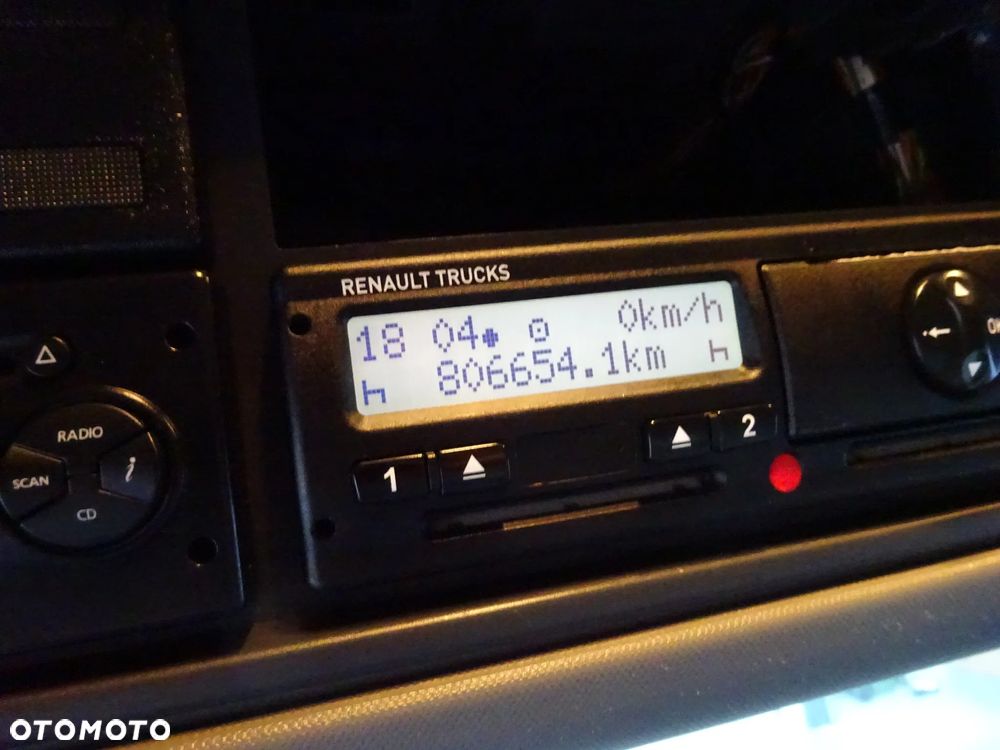 RENAULT TRUCKS
18 04 0km/h
806654.1km
1
2
RADIO
SCAN
i
CD
OTOMOTO